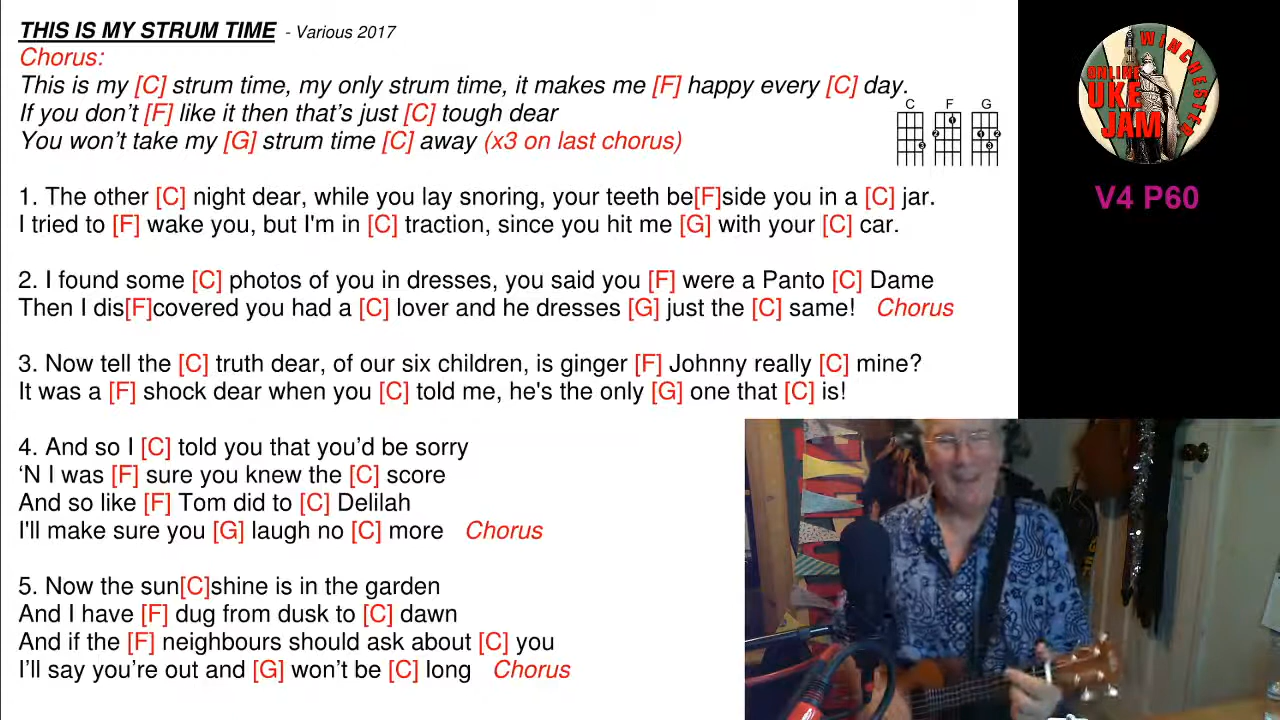 THIS IS MY STRUM TIME - Various 2017
Chorus:
This is my [C] strum time, my only strum time, it makes me [F] happy every [C] day.
If you don’t [F] like it then that’s just [C] tough dear
You won’t take my [G] strum time [C] away (x3 on last chorus)
C F G
1. The other [C] night dear, while you lay snoring, your teeth be[F]side you in a [C] jar.
I tried to [F] wake you, but I'm in [C] traction, since you hit me [G] with your [C] car.
2. I found some [C] photos of you in dresses, you said you [F] were a Panto [C] Dame
Then I dis[F]covered you had a [C] lover and he dresses [G] just the [C] same! Chorus
3. Now tell the [C] truth dear, of our six children, is ginger [F] Johnny really [C] mine?
It was a [F] shock dear when you [C] told me, he's the only [G] one that [C] is!
4. And so I [C] told you that you’d be sorry
‘N I was [F] sure you knew the [C] score
And so like [F] Tom did to [C] Delilah
I'll make sure you [G] laugh no [C] more Chorus
5. Now the sun[C]shine is in the garden
And I have [F] dug from dusk to [C] dawn
And if the [F] neighbours should ask about [C] you
I’ll say you’re out and [G] won’t be [C] long Chorus
WINCHESTER
ONLINE
UKE
JAM
V4 P60